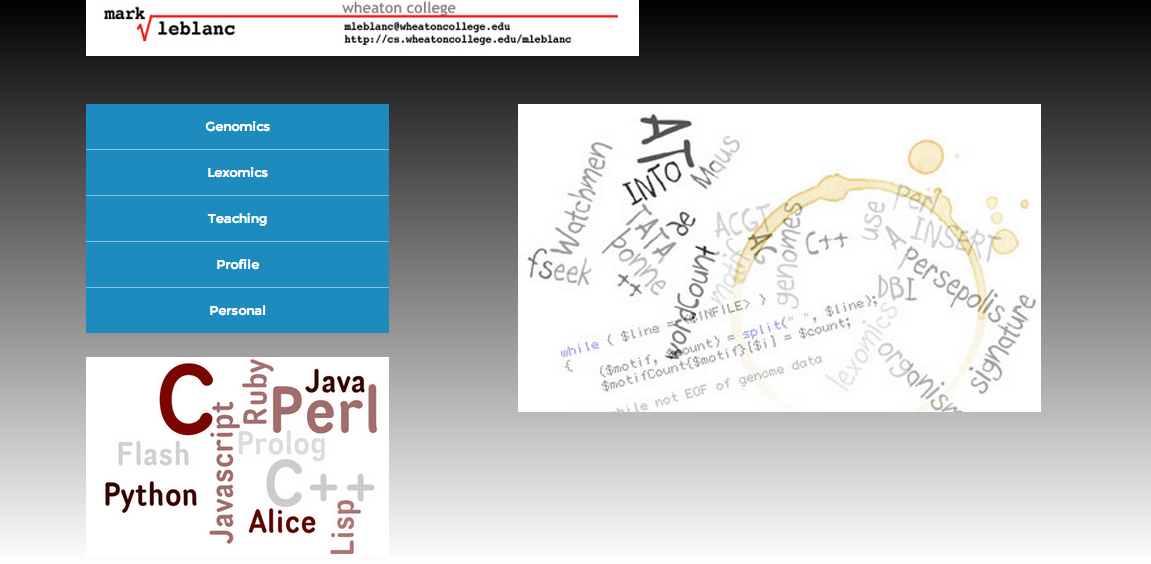 wheaton college
mark
leblanc
mleblanc@wheatoncollege.edu
http://cs.wheatoncollege.edu/mleblanc
Genomics
Lexomics
Teaching
Profile
Personal
C
Ruby
Java
Perl
Javascript
Flash
Prolog
Python
C++
Alice
Lisp
AT
AT
INTO
Maus
Watchmen
TATA
de
ponne
xx
fseek
wordCount
ACGT
motif
A
genomes
C++
use
perl
A
INSERT
DBI
persepolis
signature
lexomics
organism
while ( $line = <$INFILE> )
{ ($motif, $count) = split(" ", $line);
$motifCount{$motif}[$i] = $count;
while not EOF of genome data